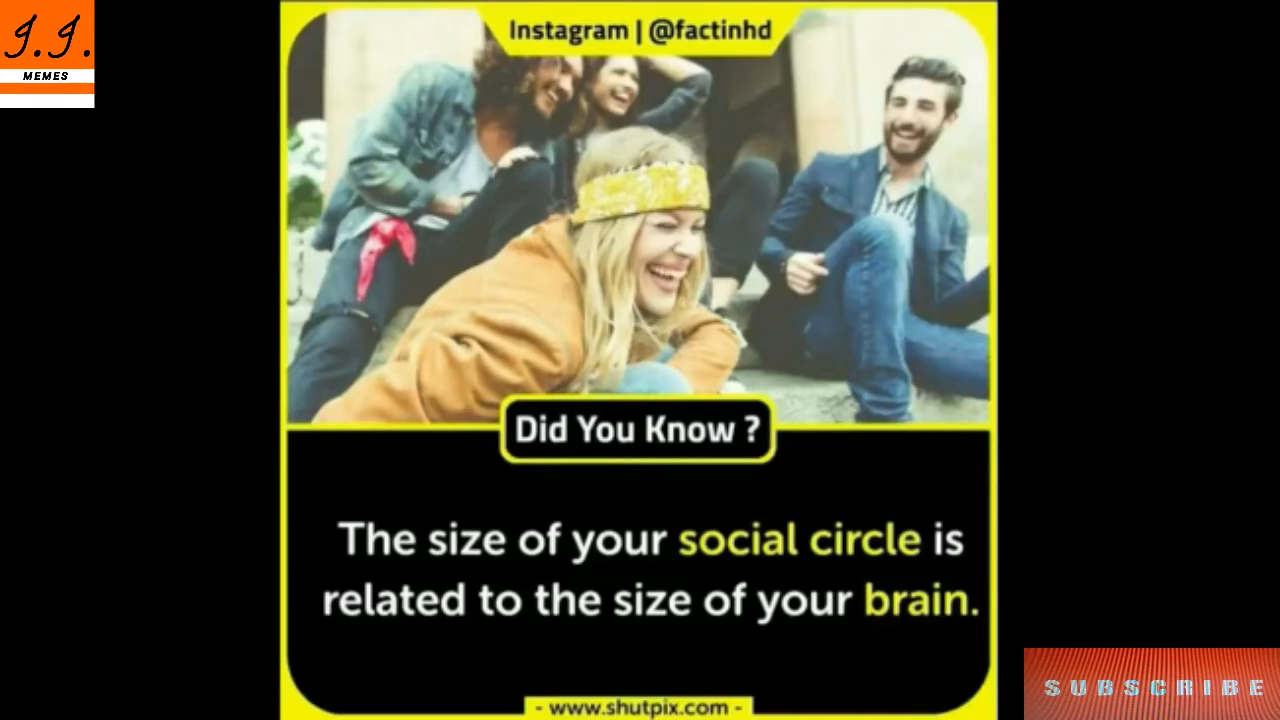 J.J.
MEMES
Instagram | @factinhd
Did You Know ?
The size of your social circle is
related to the size of your brain.
- www.shutpix.com -
SUBSCRIBE